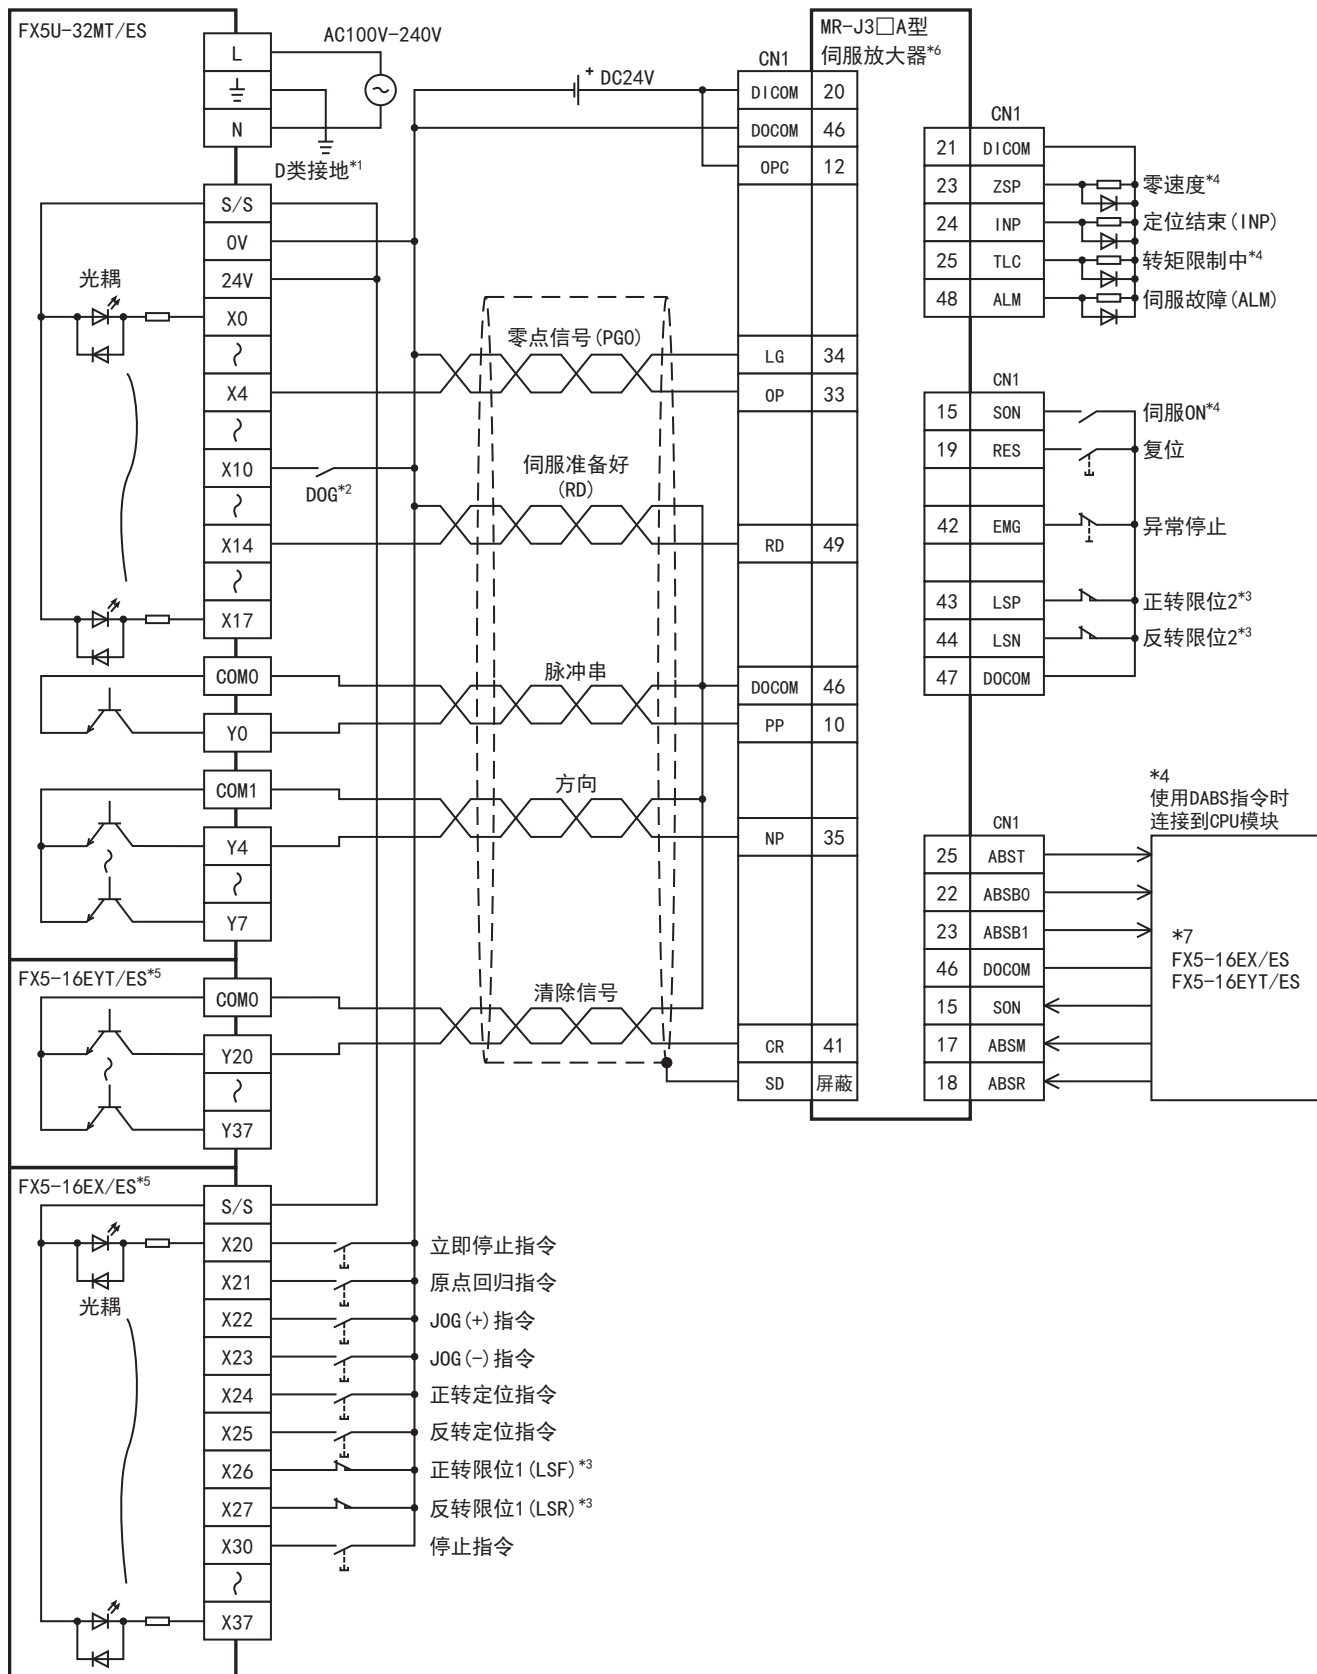 FX5U-32MT/ES
L
N
AC100V-240V
D类接地*1
S/S
0V
24V
光耦
X0
X4
X10
X14
X17
DOG*2
COM0
Y0
COM1
Y4
Y7
FX5-16EYT/ES*5
COM0
Y20
Y37
FX5-16EX/ES*5
S/S
X20
X21
光耦
X22
X23
X24
X25
X26
X27
X30
X37
立即停止指令
原点回归指令
JOG(+)指令
JOG(-)指令
正转定位指令
反转定位指令
正转限位1(LSF)*3
反转限位1(LSR)*3
停止指令
+ DC24V
零点信号(PG0)
伺服准备好
(RD)
脉冲串
方向
清除信号
MR-J3□A型
伺服放大器*6
CN1
DICOM 20
DOCOM 46
OPC 12
LG 34
OP 33
RD 49
DOCOM 46
PP 10
NP 35
CR 41
SD 屏蔽
CN1
21 DICOM
23 ZSP 零速度*4
24 INP 定位结束(INP)
25 TLC 转矩限制中*4
48 ALM 伺服故障(ALM)
CN1
15 SON 伺服ON*4
19 RES 复位
42 EMG 异常停止
43 LSP 正转限位2*3
44 LSN 反转限位2*3
47 DOCOM
*4
使用DABS指令时
连接到CPU模块
CN1
25 ABST
22 ABSB0
23 ABSB1
46 DOCOM
15 SON
17 ABSM
18 ABSR
*7
FX5-16EX/ES
FX5-16EYT/ES